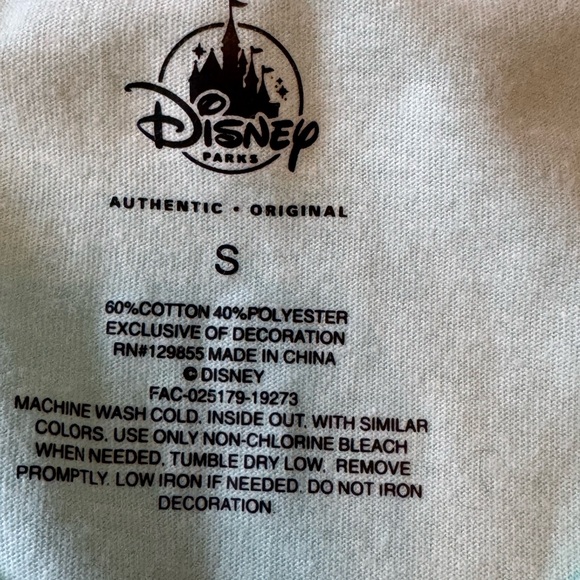 Disney
PARKS
AUTHENTIC • ORIGINAL
S
60%COTTON 40%POLYESTER
EXCLUSIVE OF DECORATION
RN#129855 MADE IN CHINA
© DISNEY
FAC-025179-19273
MACHINE WASH COLD, INSIDE OUT, WITH SIMILAR
COLORS. USE ONLY NON-CHLORINE BLEACH
WHEN NEEDED. TUMBLE DRY LOW. REMOVE
PROMPTLY. LOW IRON IF NEEDED. DO NOT IRON
DECORATION.